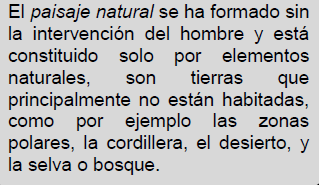 El paisaje natural se ha formado sin
la intervención del hombre y está
constituido solo por elementos
naturales, son tierras que
principalmente no están habitadas,
como por ejemplo las zonas
polares, la cordillera, el desierto, y
la selva o bosque.